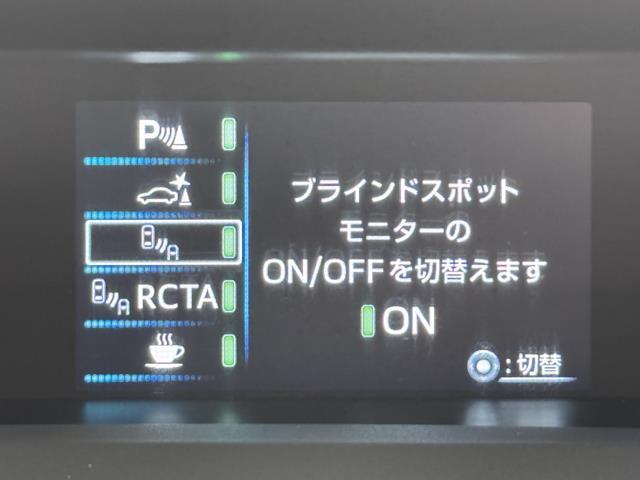 P
RCTA
ブラインドスポット
モニターの
ON/OFFを切替えます
ON
:切替